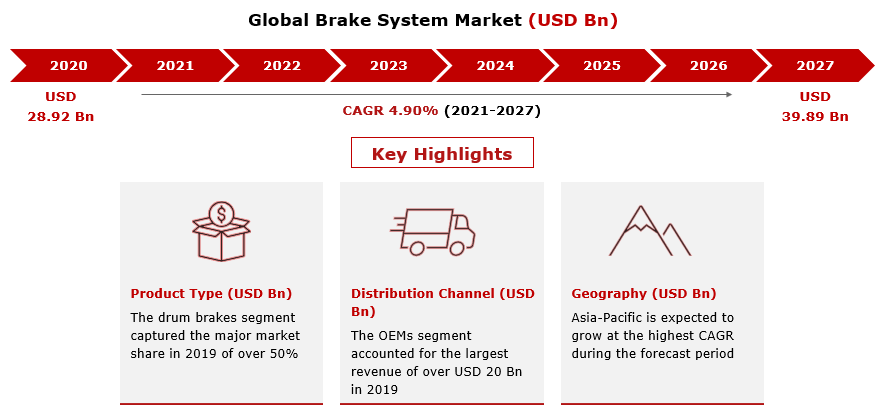 Global Brake System Market (USD Bn)
2020 2021 2022 2023 2024 2025 2026 2027
USD
28.92 Bn
CAGR 4.90% (2021-2027)
USD
39.89 Bn
Key Highlights
$
Product Type (USD Bn)
The drum brakes segment
captured the major market
share in 2019 of over 50%
Distribution Channel (USD
Bn)
The OEMs segment
accounted for the largest
revenue of over USD 20 Bn
in 2019
Geography (USD Bn)
Asia-Pacific is expected to
grow at the highest CAGR
during the forecast period